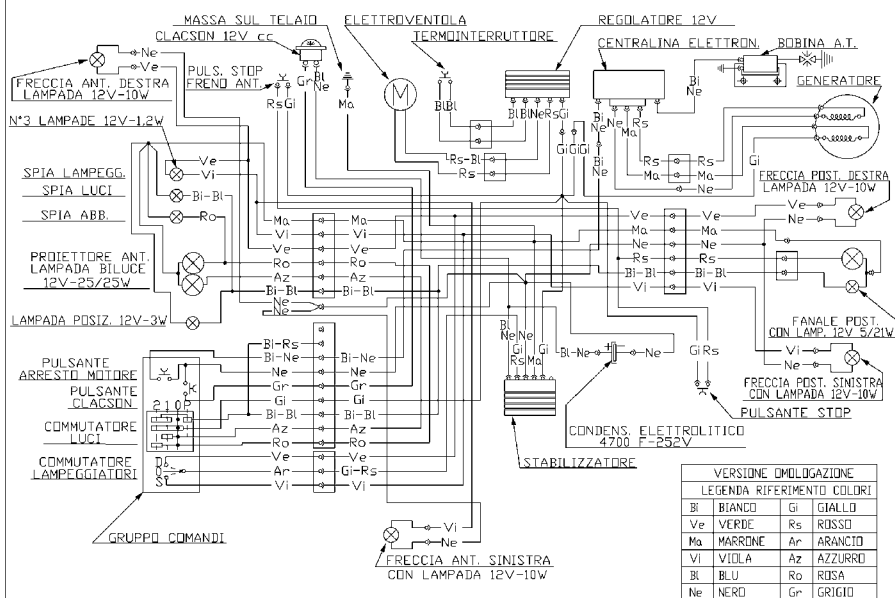 MASSA SUL TELAIO
ELETTROVENTOLA
REGOLATORE 12V
CLACSON 12V cc
TERMOINTERRUTTORE
CENTRALINA ELETTRON.
BOBINA A.T.
Ne
Ve
FRECCIA ANT. DESTRA
LAMPADA 12V-10W
PULS. STOP
FRENO ANT.
Gr
Bl
Ne
GENERATORE
Rs
Gi
Ma
M
Bl
Bl
Bl
Bl
Ne
Rs
Gi
Bi
Ne
N°3 LAMPADE 12V-1,2W
Bi
Ne
Ne
Ma
Rs
Gi
Gi
Gi
Bi
Ne
Rs-Bl
Rs
Rs
Rs
Ma
Ma
Ne
Gi
Ve
Vi
SPIA LAMPEGG.
SPIA LUCI
Bi-Bl
SPIA ABB.
Ro
FRECCIA POST. DESTRA
LAMPADA 12V-10W
Ve
Ne
Ma
Ma
Vi
Vi
Ve
Ve
Ro
Ro
Az
Az
Bi-Bl
Bi-Bl
Ne
Ne
Ve
Ve
Ma
Ma
Ne
Ne
Rs
Rs
Bi-Bl
Bi-Bl
Vi
Vi
PROIETTORE ANT.
LAMPADA BILUCE
12V-25/25W
LAMPADA POSIZ. 12V-3W
FANALE POST.
CON LAMP. 12V 5/21W
Bl
Ne
Ne
Gi
Gi
Rs
Ma
Bl-Ne
+
Ne
Gi
Rs
Vi
Ne
FRECCIA POST. SINISTRA
CON LAMPADA 12V-10W
PULSANTE STOP
PULSANTE
ARRESTO MOTORE
PULSANTE
CLACSON
2 1 0 P
COMMUTATORE
LUCI
COMMUTATORE
LAMPEGGIATORI
D
0
S
Bl-Rs
Bi-Ne
Bi-Ne
Ne
Ne
Gr
Gr
Gi
Gi
Bi-Bl
Bi-Bl
Az
Az
Ro
Ro
Ve
Ve
Ar
Gi-Rs
Vi
Vi
CONDENS. ELETTROLITICO
4700 F-252V
STABILIZZATORE
GRUPPO COMANDI
Vi
Ne
FRECCIA ANT. SINISTRA
CON LAMPADA 12V-10W
VERSIONE OMOLOGAZIONE
LEGENDA RIFERIMENTO COLORI
Bi BIANCO Gi GIALLO
Ve VERDE Rs ROSSO
Ma MARRONE Ar ARANCIO
Vi VIOLA Az AZZURRO
Bl BLU Ro ROSA
Ne NERO Gr GRIGIO